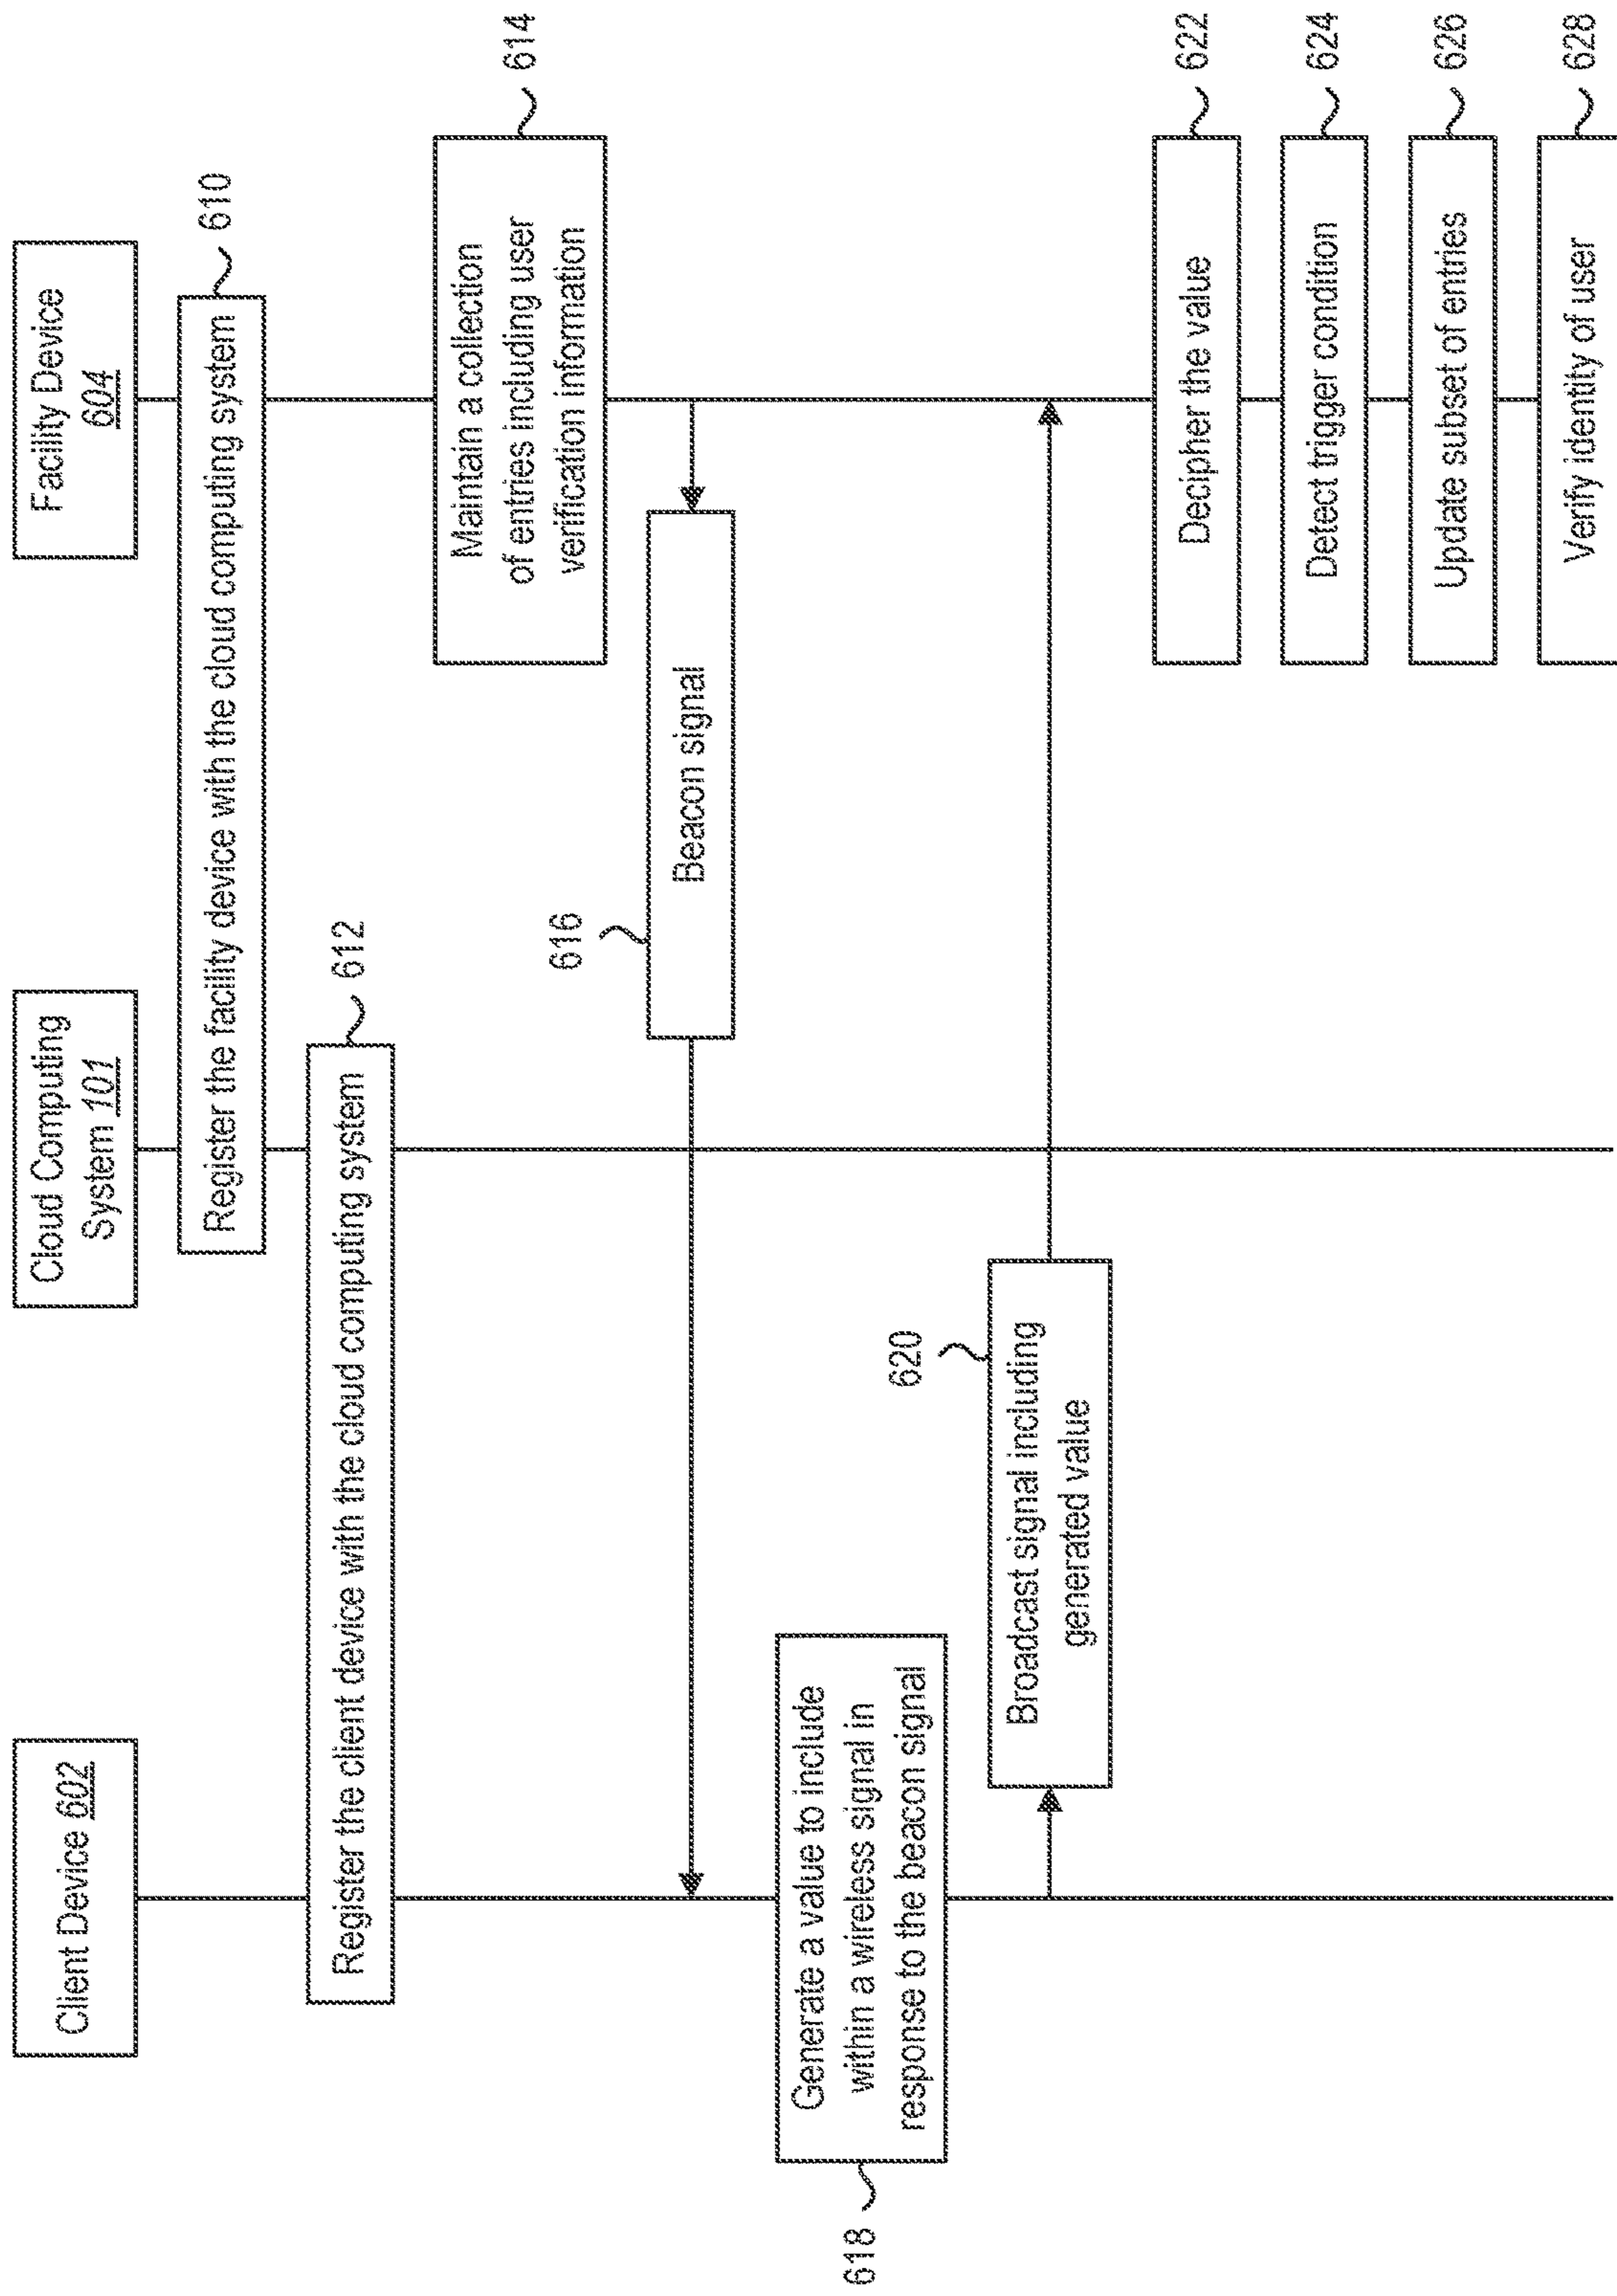 Client Device 602
Cloud Computing
System 101
Facility Device
604
Register the facility device with the cloud computing system
610
Register the client device with the cloud computing system
612
Maintain a collection
of entries including user
verification information
614
616
Beacon signal
Generate a value to include
within a wireless signal in
response to the beacon signal
618
620
Broadcast signal including
generated value
Decipher the value
622
Detect trigger condition
624
Update subset of entries
626
Verify identity of user
628